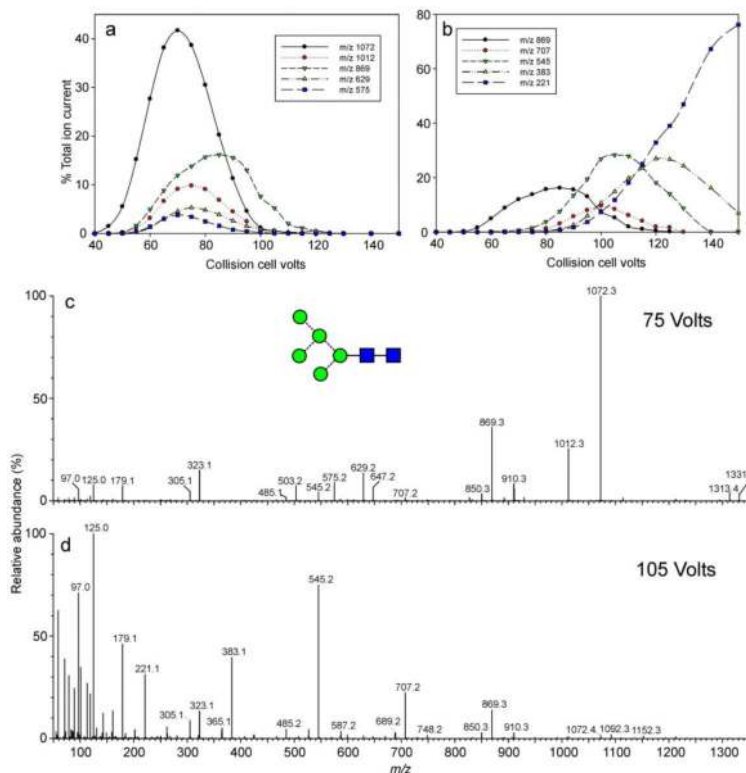 a
m/z 1072
m/z 1012
m/z 869
m/z 629
m/z 575
% Total ion current
40
30
20
10
0
40 60 80 100 120 140
Collision cell volts
b
m/z 869
m/z 707
m/z 545
m/z 383
m/z 221
80
60
40
20
0
40 60 80 100 120 140
Collision cell volts
c
75 Volts
100
50
0
97.0
125.0
179.1
305.1
323.1
485.1
503.2
545.2
575.2
629.2
647.2
707.2
850.3
869.3
910.3
1012.3
1072.3
1313.4
1331
Relative abundance (%)
d
105 Volts
100
50
0
97.0
125.0
179.1
221.1
305.1
323.1
365.1
383.1
485.2
545.2
587.2
689.2
707.2
748.2
850.3
869.3
910.3
1072.4
1092.3
1152.3
100 200 300 400 500 600 700 800 900 1000 1100 1200 1300
m/z